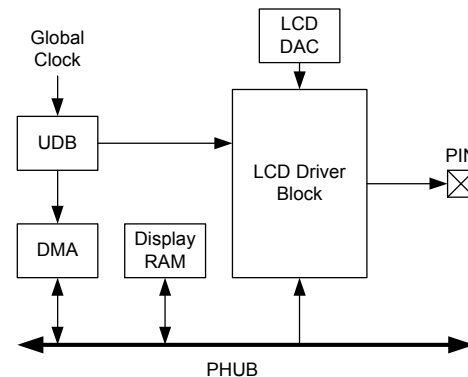 LCD
DAC
Global
Clock
UDB
LCD Driver
Block
PIN
DMA
Display
RAM
PHUB